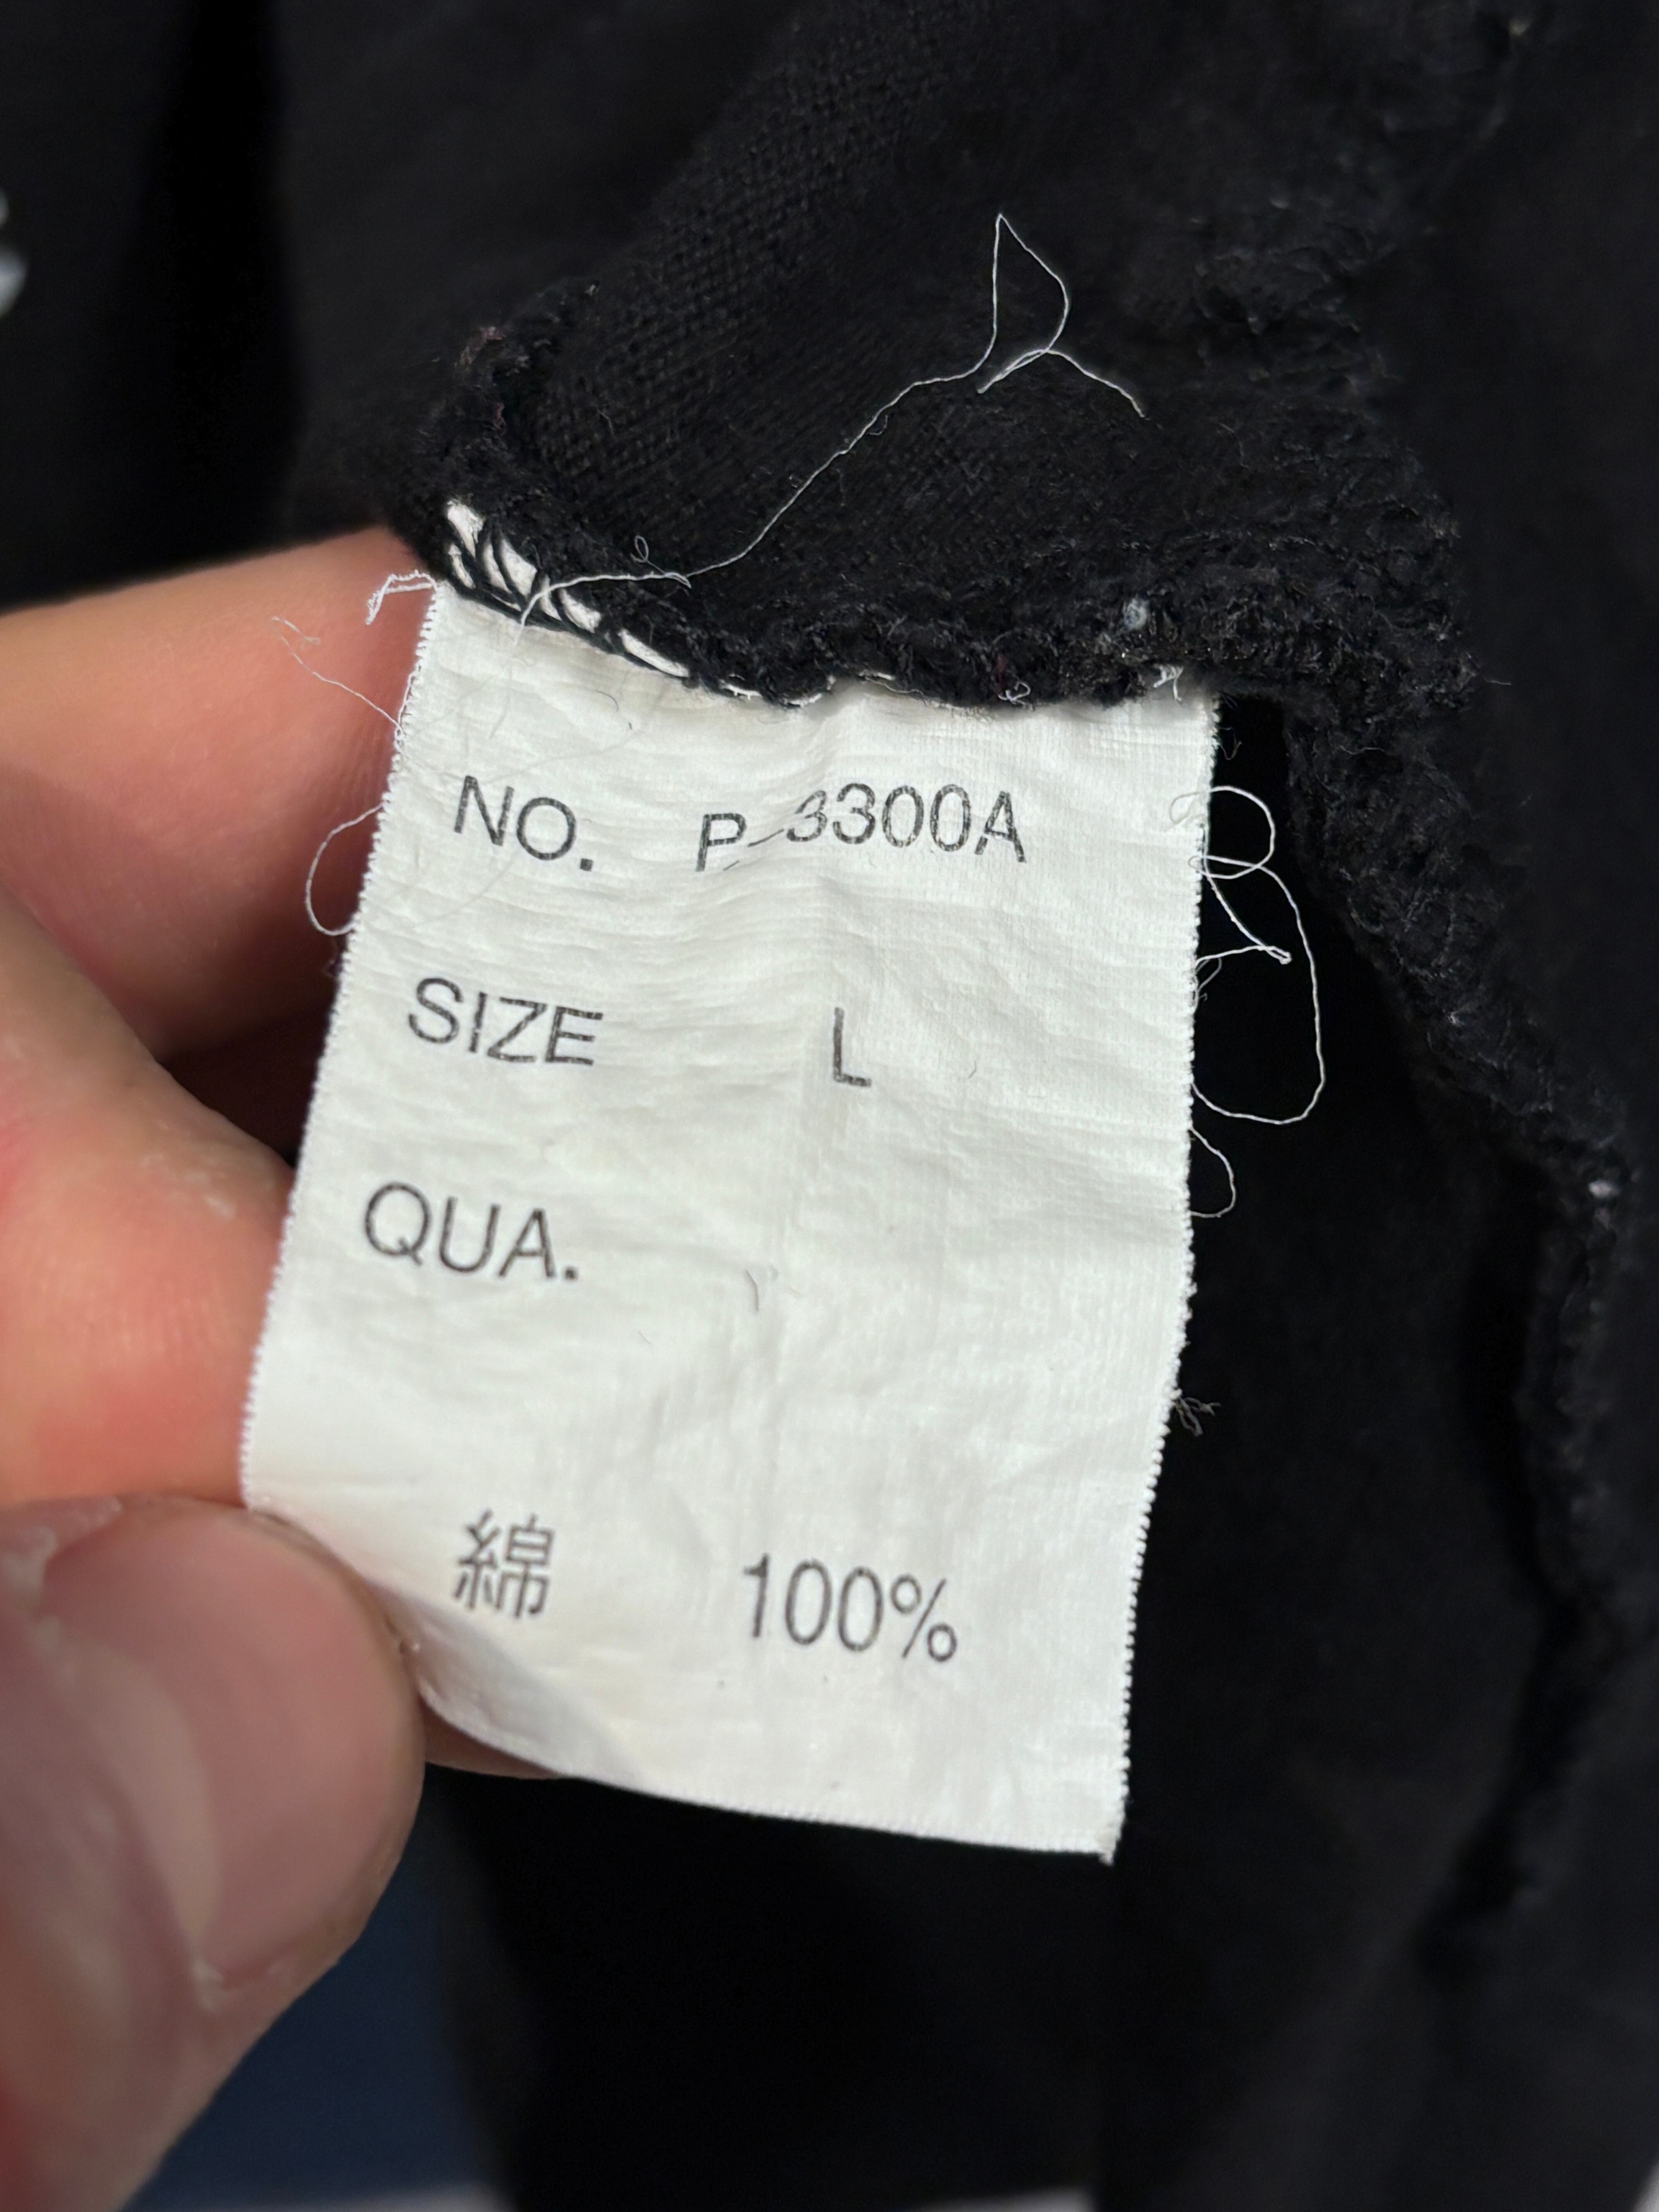 NO. P-3300A
SIZE L
QUA.
綿 100%